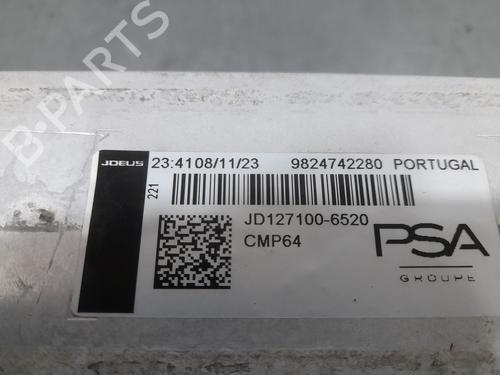 B-PARTS
JDEUS
23:4108/11/23 9824742280 PORTUGAL
221
JD127100-6520
CMP64
PSA
GROUPE